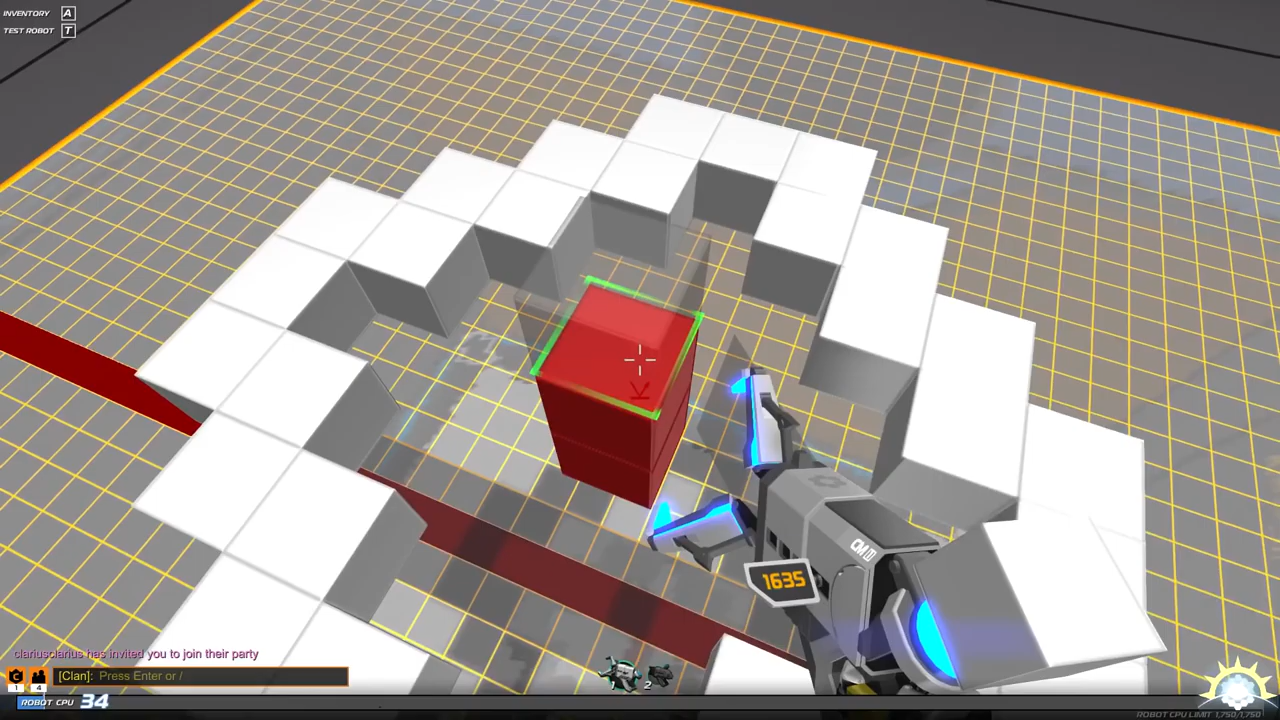 INVENTORY A
TEST ROBOT T
CM
1635
clariusclarius has invited you to join their party
[Clan]: Press Enter or /
1 4
1 2
ROBOT CPU 34
ROBOT CPU LIMIT 1,750/1,750